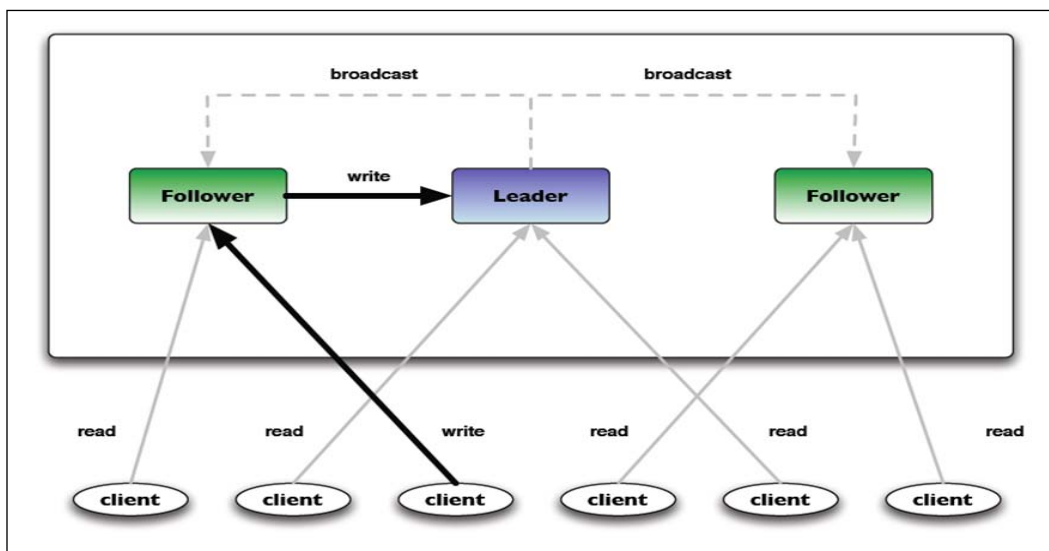 broadcast broadcast
write
Follower Leader Follower
read read write read read read
client client client client client client